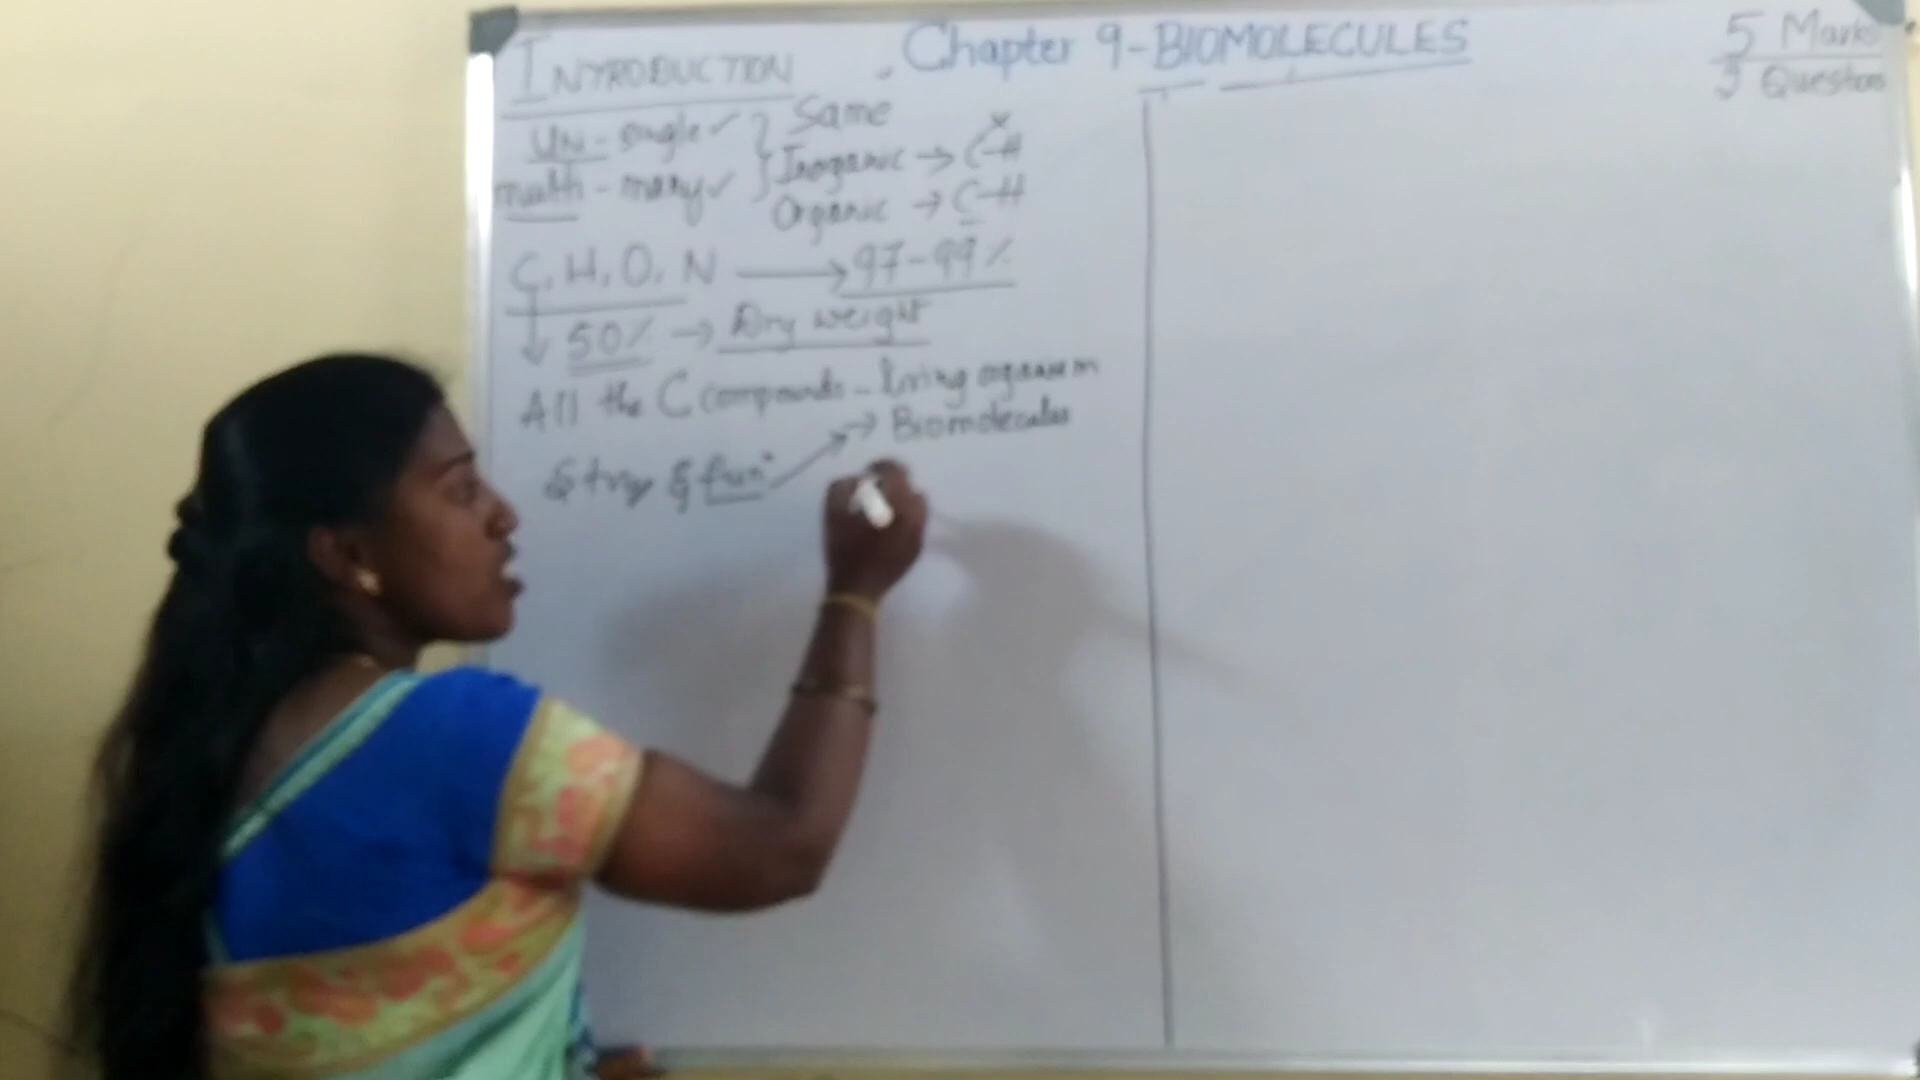 Chapter 9-BIOMOLECULES
5 Marks
3 Question
INTRODUCTION
Uni - single ✓ } Same
multi - many ✓ } Inorganic → C-H
Organic → C-H
C, H, O, N → 97-99%
↓ 50% → Dry weight
All the C compounds - living organism
→ Biomolecules
Stry & fun